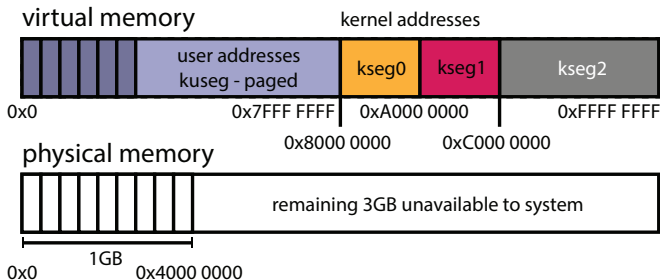 virtual memory
kernel addresses
user addresses
kuseg - paged
kseg0
kseg1
kseg2
0x0
0x7FFF FFFF
0xA000 0000
0xFFFF FFFF
0x8000 0000
0xC000 0000
physical memory
remaining 3GB unavailable to system
1GB
0x0
0x4000 0000